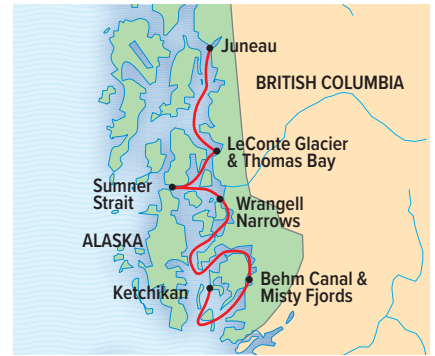 Juneau
BRITISH COLUMBIA
LeConte Glacier
& Thomas Bay
Sumner
Strait
Wrangell
Narrows
ALASKA
Behm Canal &
Misty Fjords
Ketchikan